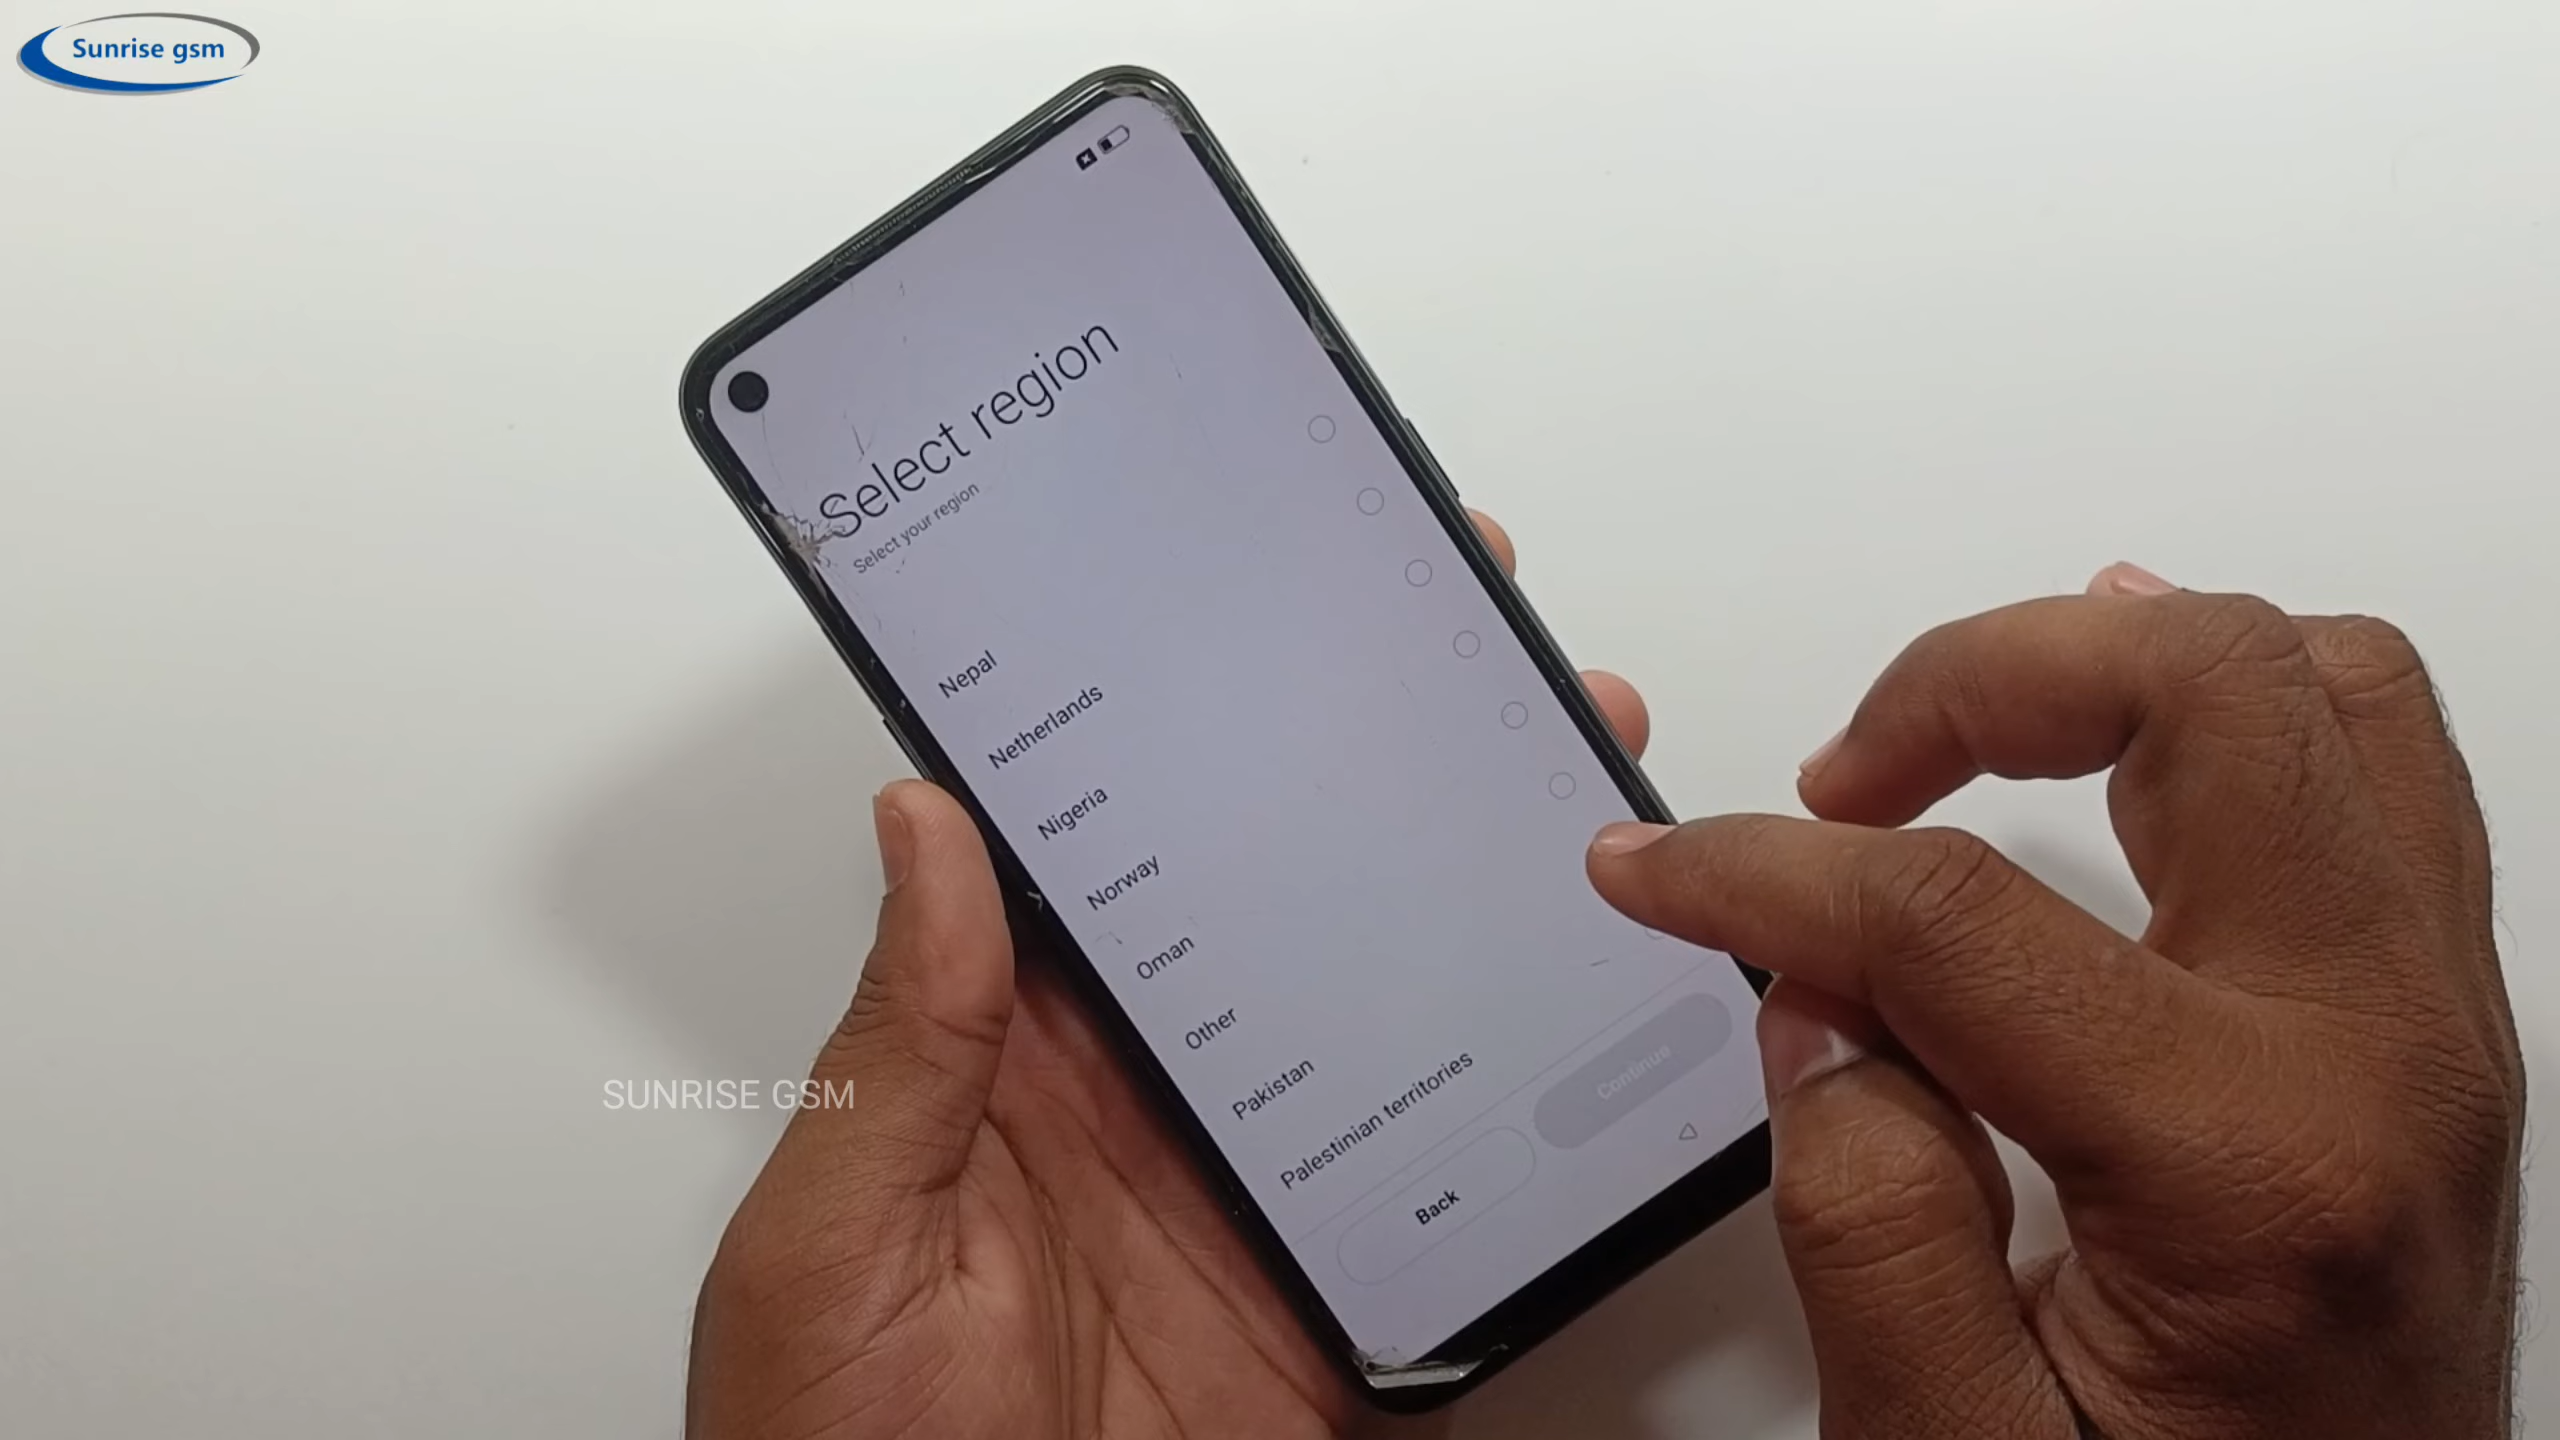 Sunrise gsm
Select region
Select your region
Nepal
Netherlands
Nigeria
Norway
Oman
Other
Pakistan
Palestinian territories
Back
Continue
SUNRISE GSM